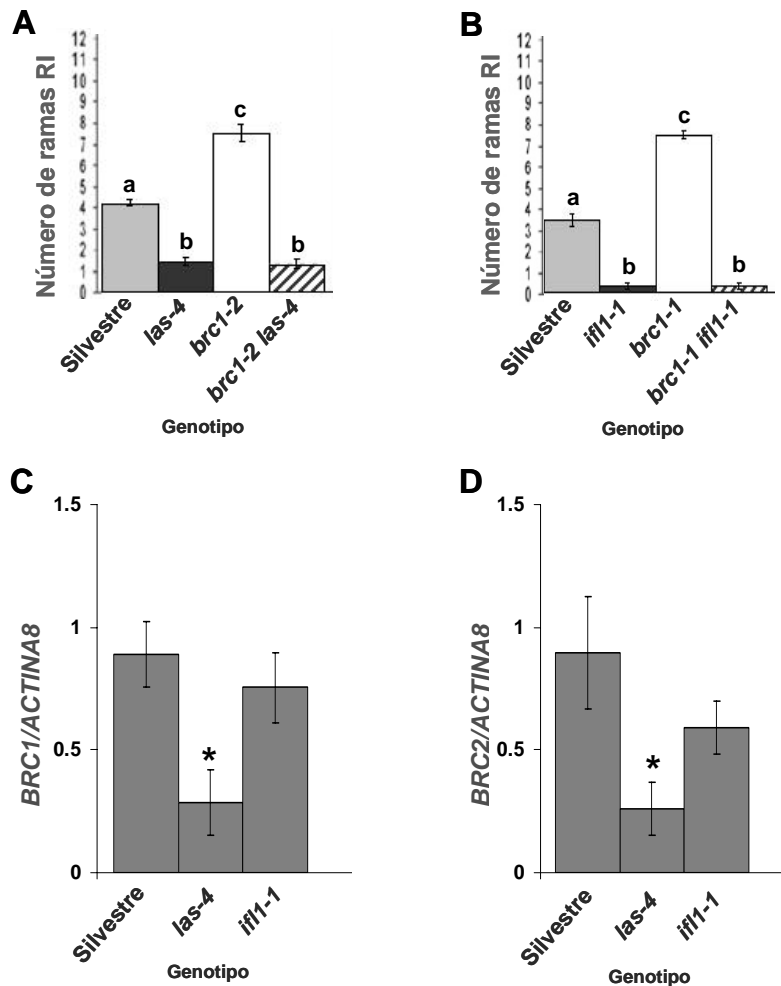 A
Número de ramas RI
12
11
10
9
8
7
6
5
4
3
2
1
0
a
b
c
b
Silvestre
las-4
brc1-2
brc1-2 las-4
Genotipo
B
Número de ramas RI
12
11
10
9
8
7
6
5
4
3
2
1
0
a
b
c
b
Silvestre
ifl1-1
brc1-1
brc1-1 ifl1-1
Genotipo
C
BRC1/ACTINA8
1.5
1
0.5
0
*
Silvestre
las-4
ifl1-1
Genotipo
D
BRC2/ACTINA8
1.5
1
0.5
0
*
Silvestre
las-4
ifl1-1
Genotipo